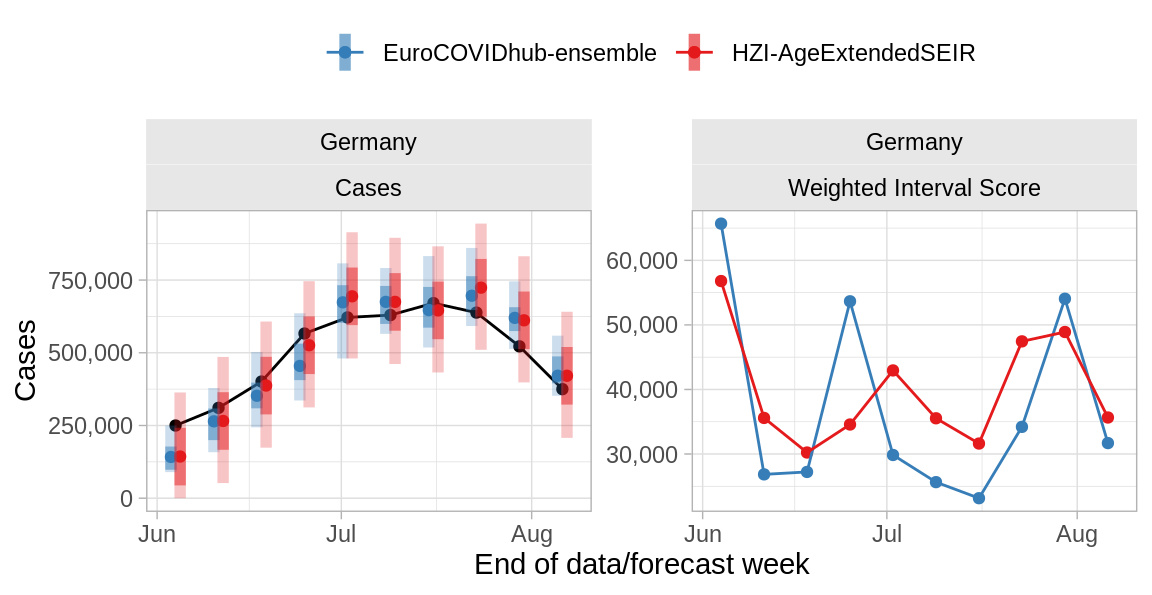 EuroCOVIDhub-ensemble HZI-AgeExtendedSEIR
Germany
Cases
Cases
750,000
500,000
250,000
0
Jun Jul Aug
Germany
Weighted Interval Score
60,000
50,000
40,000
30,000
Jun Jul Aug
End of data/forecast week